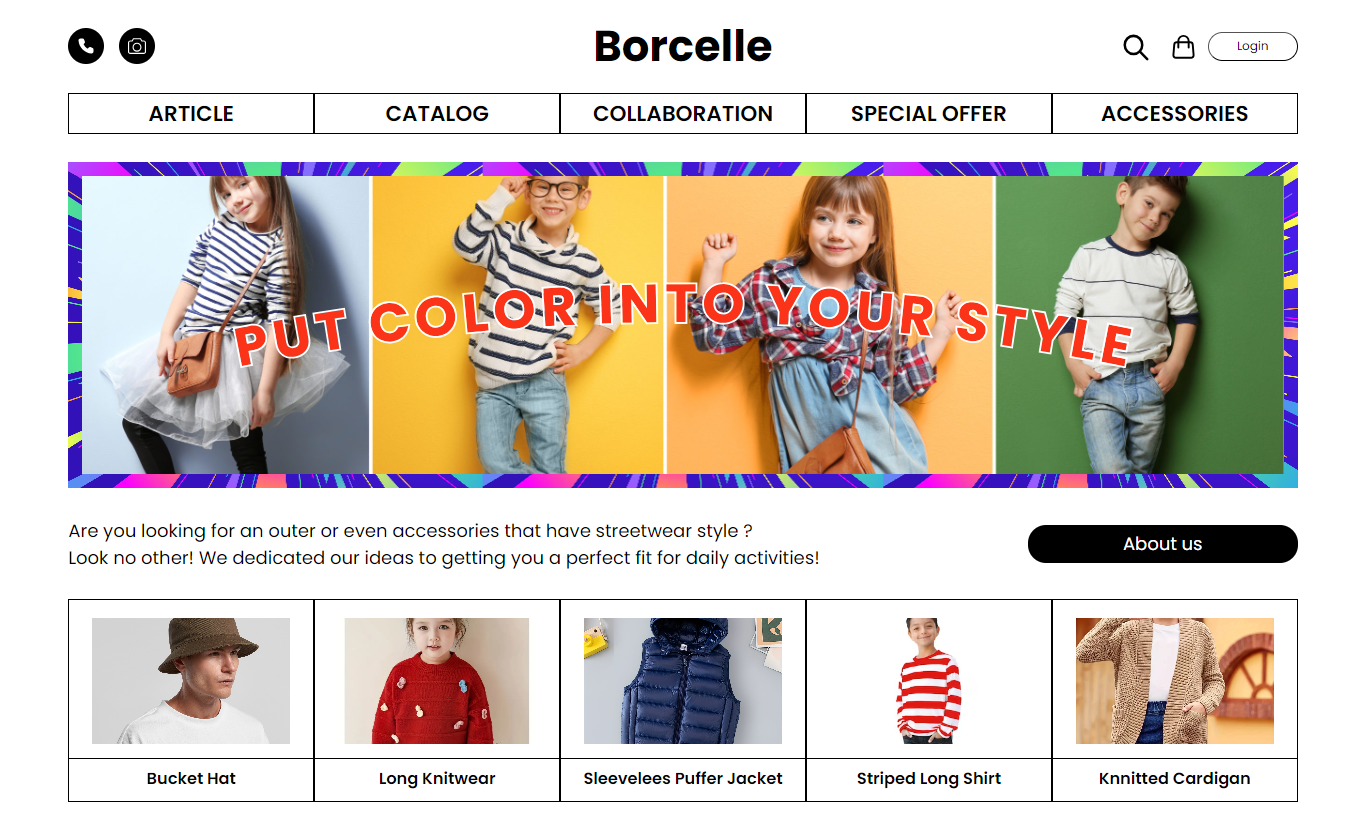 Borcelle
Login
ARTICLE
CATALOG
COLLABORATION
SPECIAL OFFER
ACCESSORIES
PUT COLOR INTO YOUR STYLE
Are you looking for an outer or even accessories that have streetwear style ?
Look no other! We dedicated our ideas to getting you a perfect fit for daily activities!
About us
Bucket Hat
Long Knitwear
Sleevelees Puffer Jacket
Striped Long Shirt
Knnitted Cardigan